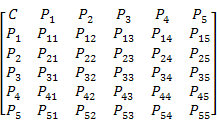 C P₁ P₂ P₃ P₄ P₅
P₁ P₁₁ P₁₂ P₁₃ P₁₄ P₁₅
P₂ P₂₁ P₂₂ P₂₃ P₂₄ P₂₅
P₃ P₃₁ P₃₂ P₃₃ P₃₄ P₃₅
P₄ P₄₁ P₄₂ P₄₃ P₄₄ P₄₅
P₅ P₅₁ P₅₂ P₅₃ P₅₄ P₅₅